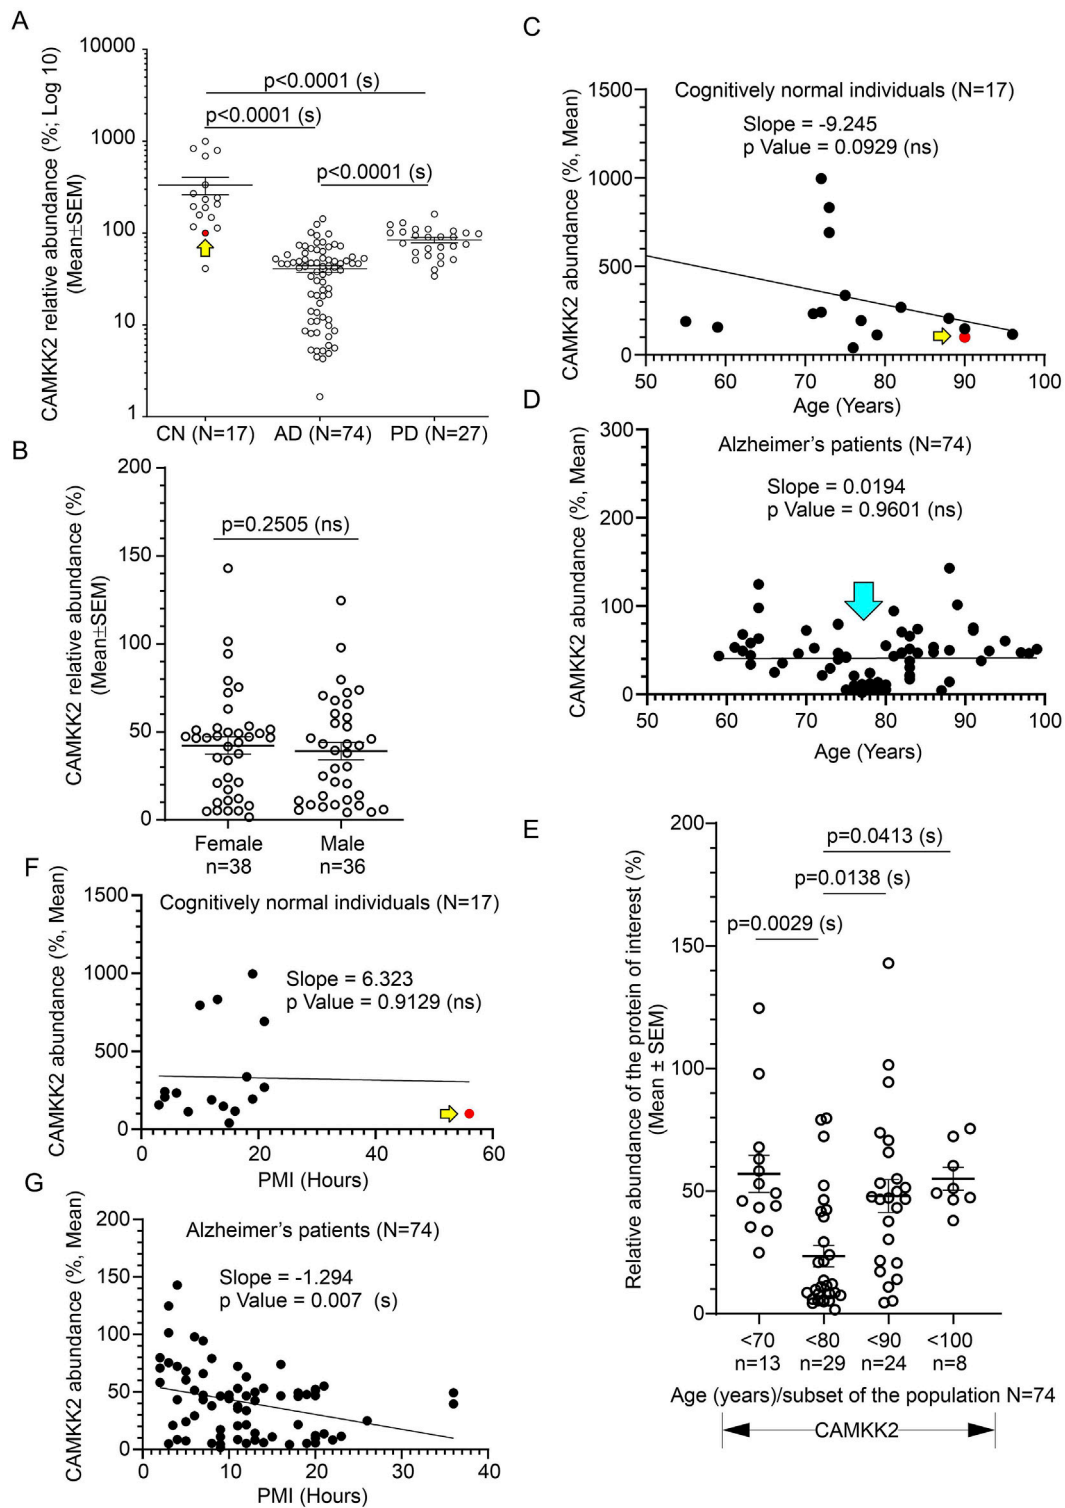 A
CAMKK2 relative abundance (%; Log 10)
(Mean±SEM)
10000
1000
100
10
1
p<0.0001 (s)
p<0.0001 (s)
p<0.0001 (s)
CN (N=17)
AD (N=74)
PD (N=27)
B
CAMKK2 relative abundance (%)
(Mean±SEM)
200
150
100
50
0
p=0.2505 (ns)
Female
n=38
Male
n=36
C
CAMKK2 abundance (%, Mean)
1500
1000
500
0
Cognitively normal individuals (N=17)
Slope = -9.245
p Value = 0.0929 (ns)
50
60
70
80
90
100
Age (Years)
D
CAMKK2 abundance (%, Mean)
300
200
100
0
Alzheimer's patients (N=74)
Slope = 0.0194
p Value = 0.9601 (ns)
50
60
70
80
90
100
Age (Years)
E
Relative abundance of the protein of interest (%)
(Mean ± SEM)
200
150
100
50
0
p=0.0413 (s)
p=0.0138 (s)
p=0.0029 (s)
<70
n=13
<80
n=29
<90
n=24
<100
n=8
Age (years)/subset of the population N=74
CAMKK2
F
CAMKK2 abundance (%, Mean)
1500
1000
500
0
Cognitively normal individuals (N=17)
Slope = 6.323
p Value = 0.9129 (ns)
0
20
40
60
PMI (Hours)
G
CAMKK2 abundance (%, Mean)
200
150
100
50
0
Alzheimer's patients (N=74)
Slope = -1.294
p Value = 0.007 (s)
0
10
20
30
40
PMI (Hours)